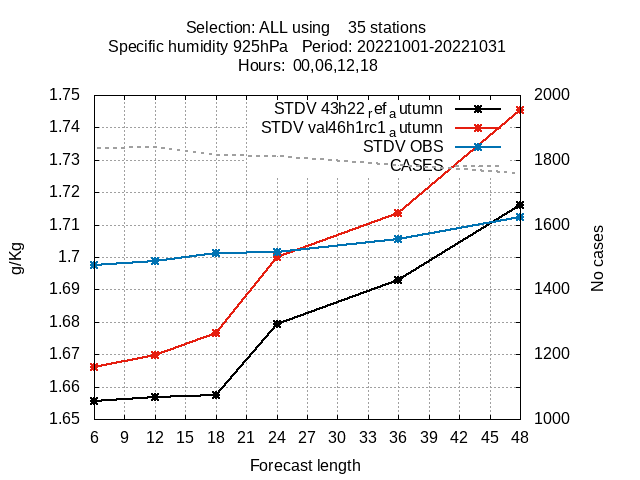 Selection: ALL using 35 stations
Specific humidity 925hPa Period: 20221001-20221031
Hours: 00,06,12,18
1.75 2000
STDV 43h22_ref_autumn
1.74
STDV val46h1rc1_autumn
STDV OBS
1.73 1800
CASES
1.72
1.71 1600
1.7
1.69 1400
1.68
1.67 1200
1.66
1.65 1000
g/Kg
No cases
6 9 12 15 18 21 24 27 30 33 36 39 42 45 48
Forecast length